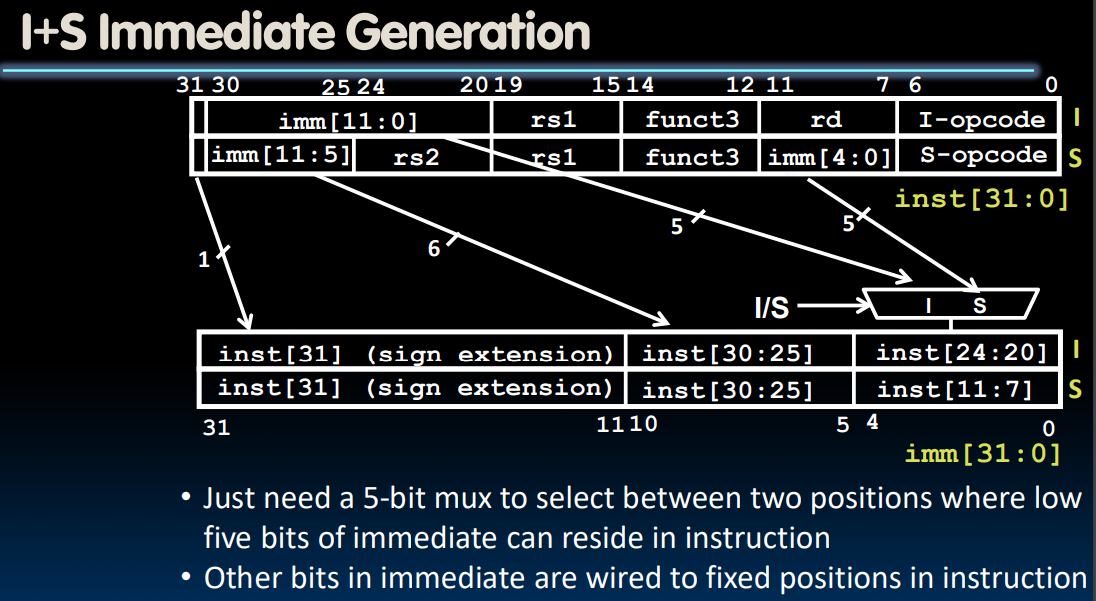 I+S Immediate Generation
31 30 25 24 20 19 15 14 12 11 7 6 0
imm[11:0] rs1 funct3 rd I-opcode I
imm[11:5] rs2 rs1 funct3 imm[4:0] S-opcode S
inst[31:0]
1 6 5 5
I/S I S
inst[31] (sign extension) inst[30:25] inst[24:20] I
inst[31] (sign extension) inst[30:25] inst[11:7] S
31 11 10 5 4 0
imm[31:0]
• Just need a 5-bit mux to select between two positions where low
five bits of immediate can reside in instruction
• Other bits in immediate are wired to fixed positions in instruction